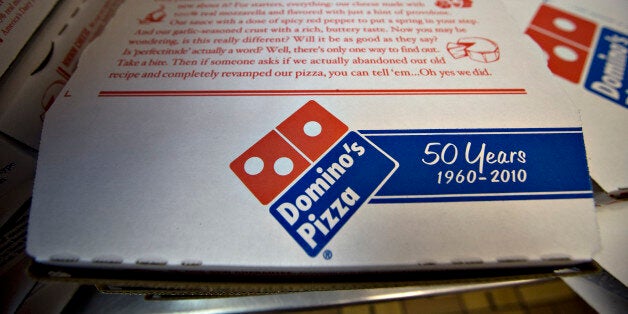 now about it? For starters, everything: our cheese made with
100% real mozzarella and flavored just with a hint of provolone.
Our sauce with a dose of spicy red pepper to put a spring in your step.
And our garlic-seasoned crust with a rich, buttery taste. Now you may be
wondering, is this really different? Will it be as good as they say?
Is 'perfectitude' actually a word? Well, there's only one way to find out.
Take a bite. Then if someone asks if we actually abandoned our old
recipe and completely revamped our pizza, you can tell 'em...Oh yes we did.
Domino's
Pizza
®
50 Years
1960-2010
Domi
Pizz